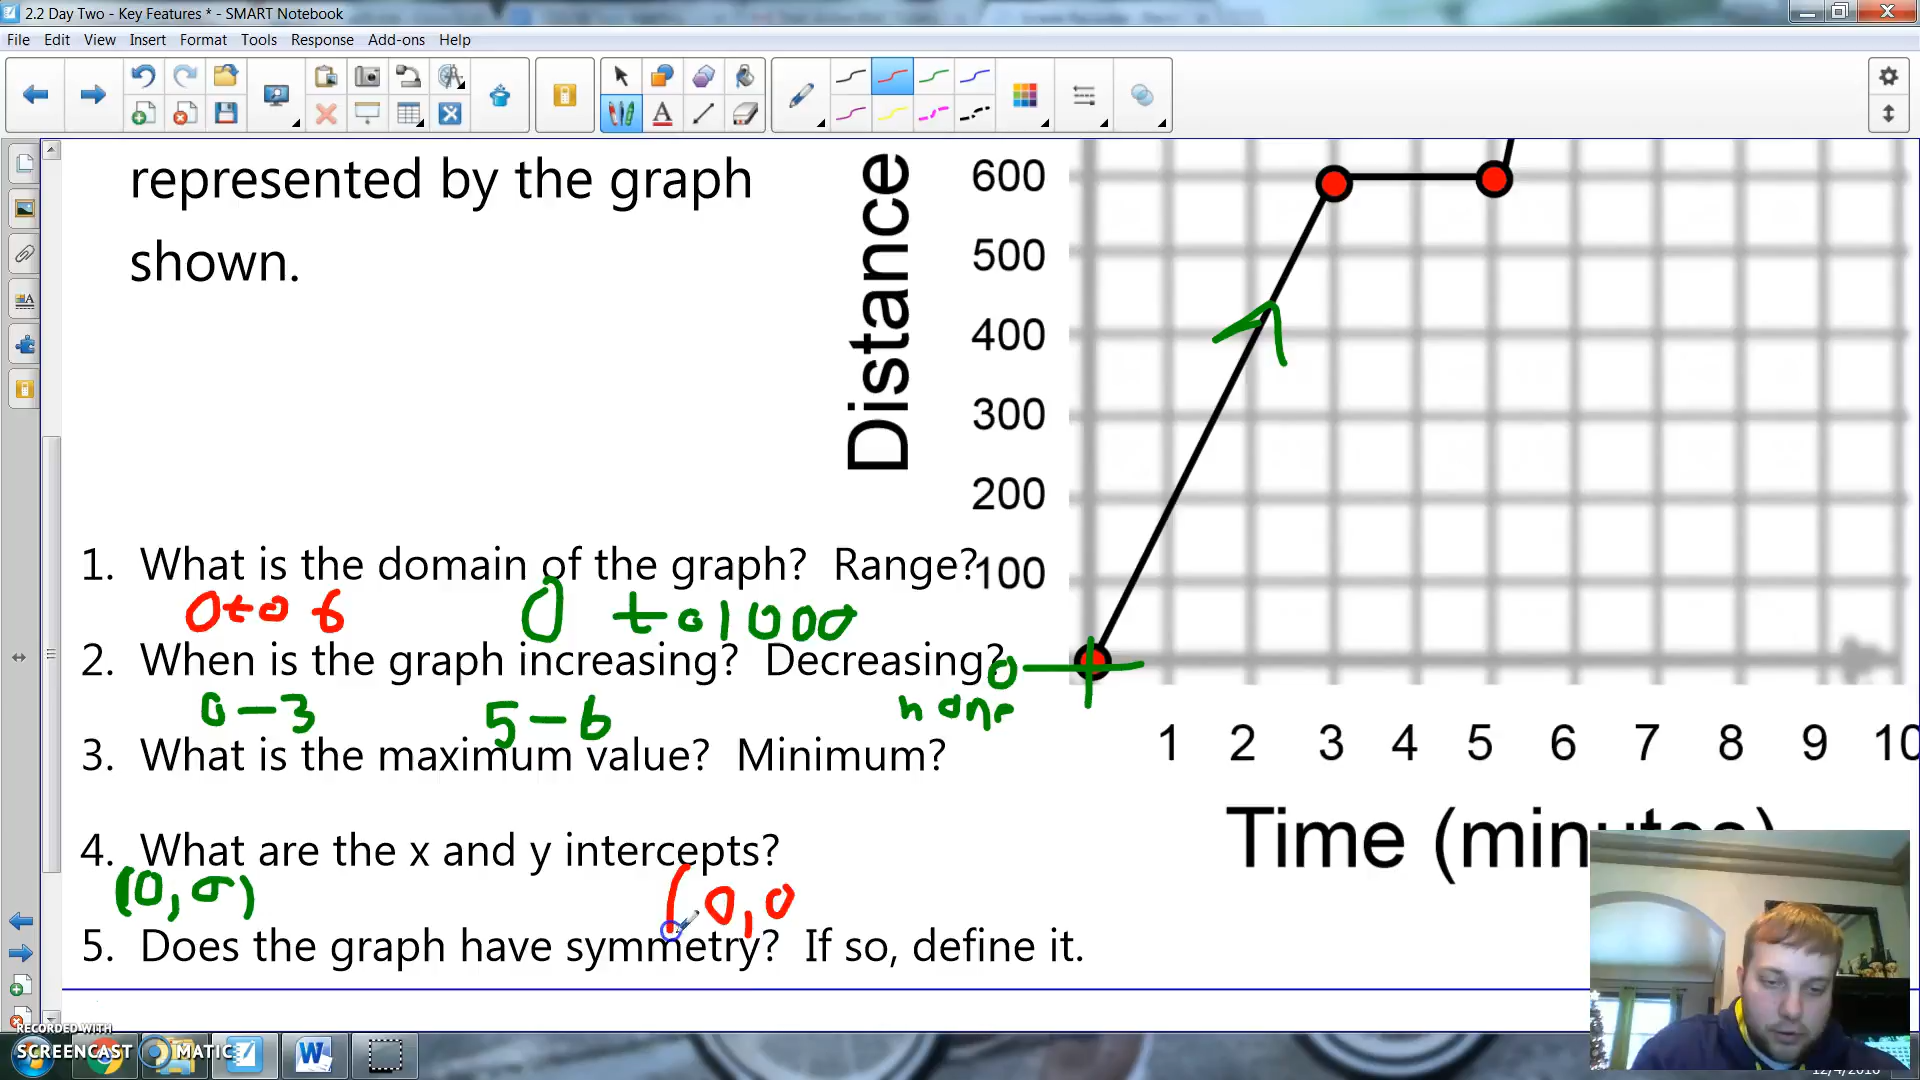 2.2 Day Two - Key Features * - SMART Notebook
File Edit View Insert Format Tools Response Add-ons Help
represented by the graph
shown.
Distance
600
500
400
300
200
100
0
1 2 3 4 5 6 7 8 9 10
Time (minutes)
1. What is the domain of the graph? Range?
0 to 6 0 to 1000
2. When is the graph increasing? Decreasing?
0 – 3 5 – 6 none
3. What is the maximum value? Minimum?
4. What are the x and y intercepts?
(0, 0) (0, 0
5. Does the graph have symmetry? If so, define it.
RECORDED WITH
SCREENCAST MATIC
12/4/2016